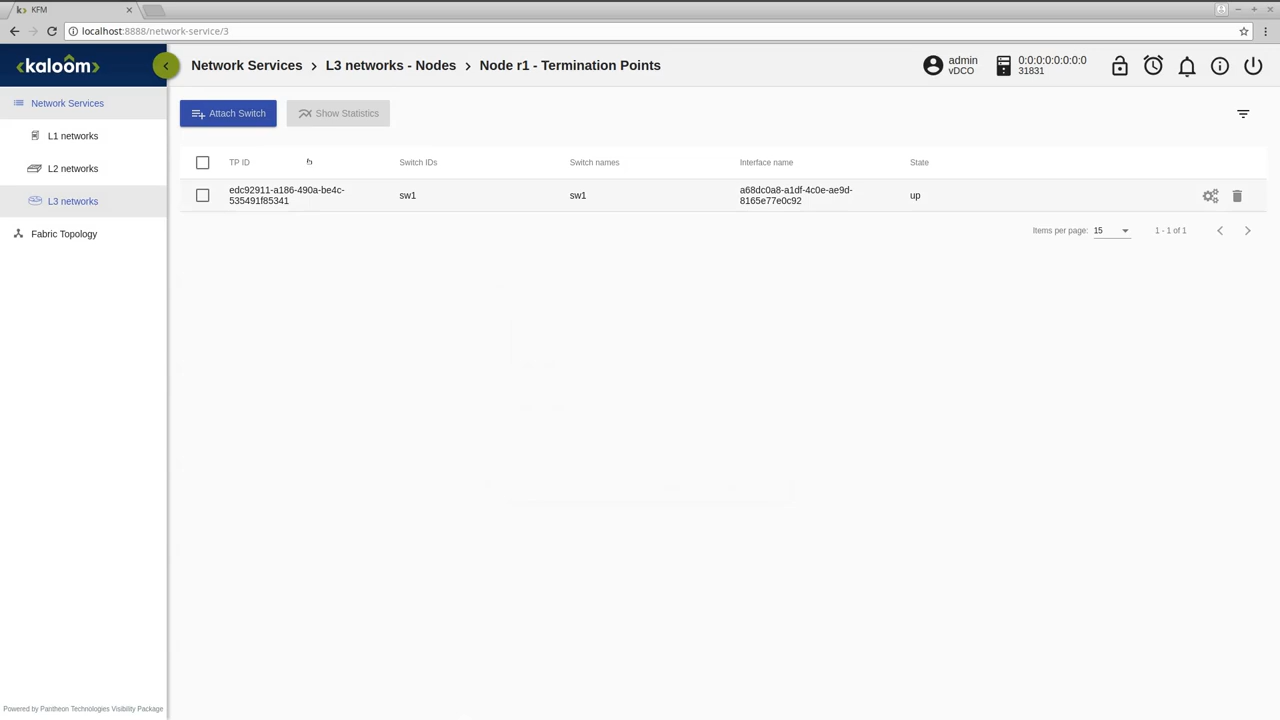 KFM
localhost:8888/network-service/3
kaloom
Network Services
L3 networks - Nodes
Node r1 - Termination Points
admin
vDCO
0:0:0:0:0:0:0:0
31831
Network Services
L1 networks
L2 networks
L3 networks
Fabric Topology
Attach Switch
Show Statistics
TP ID
Switch IDs
Switch names
Interface name
State
edc92911-a186-490a-be4c-
535491f85341
sw1
sw1
a68dc0a8-a1df-4c0e-ae9d-
8165e77e0c92
up
Items per page: 15
1 - 1 of 1
Powered by Pantheon Technologies Visibility Package